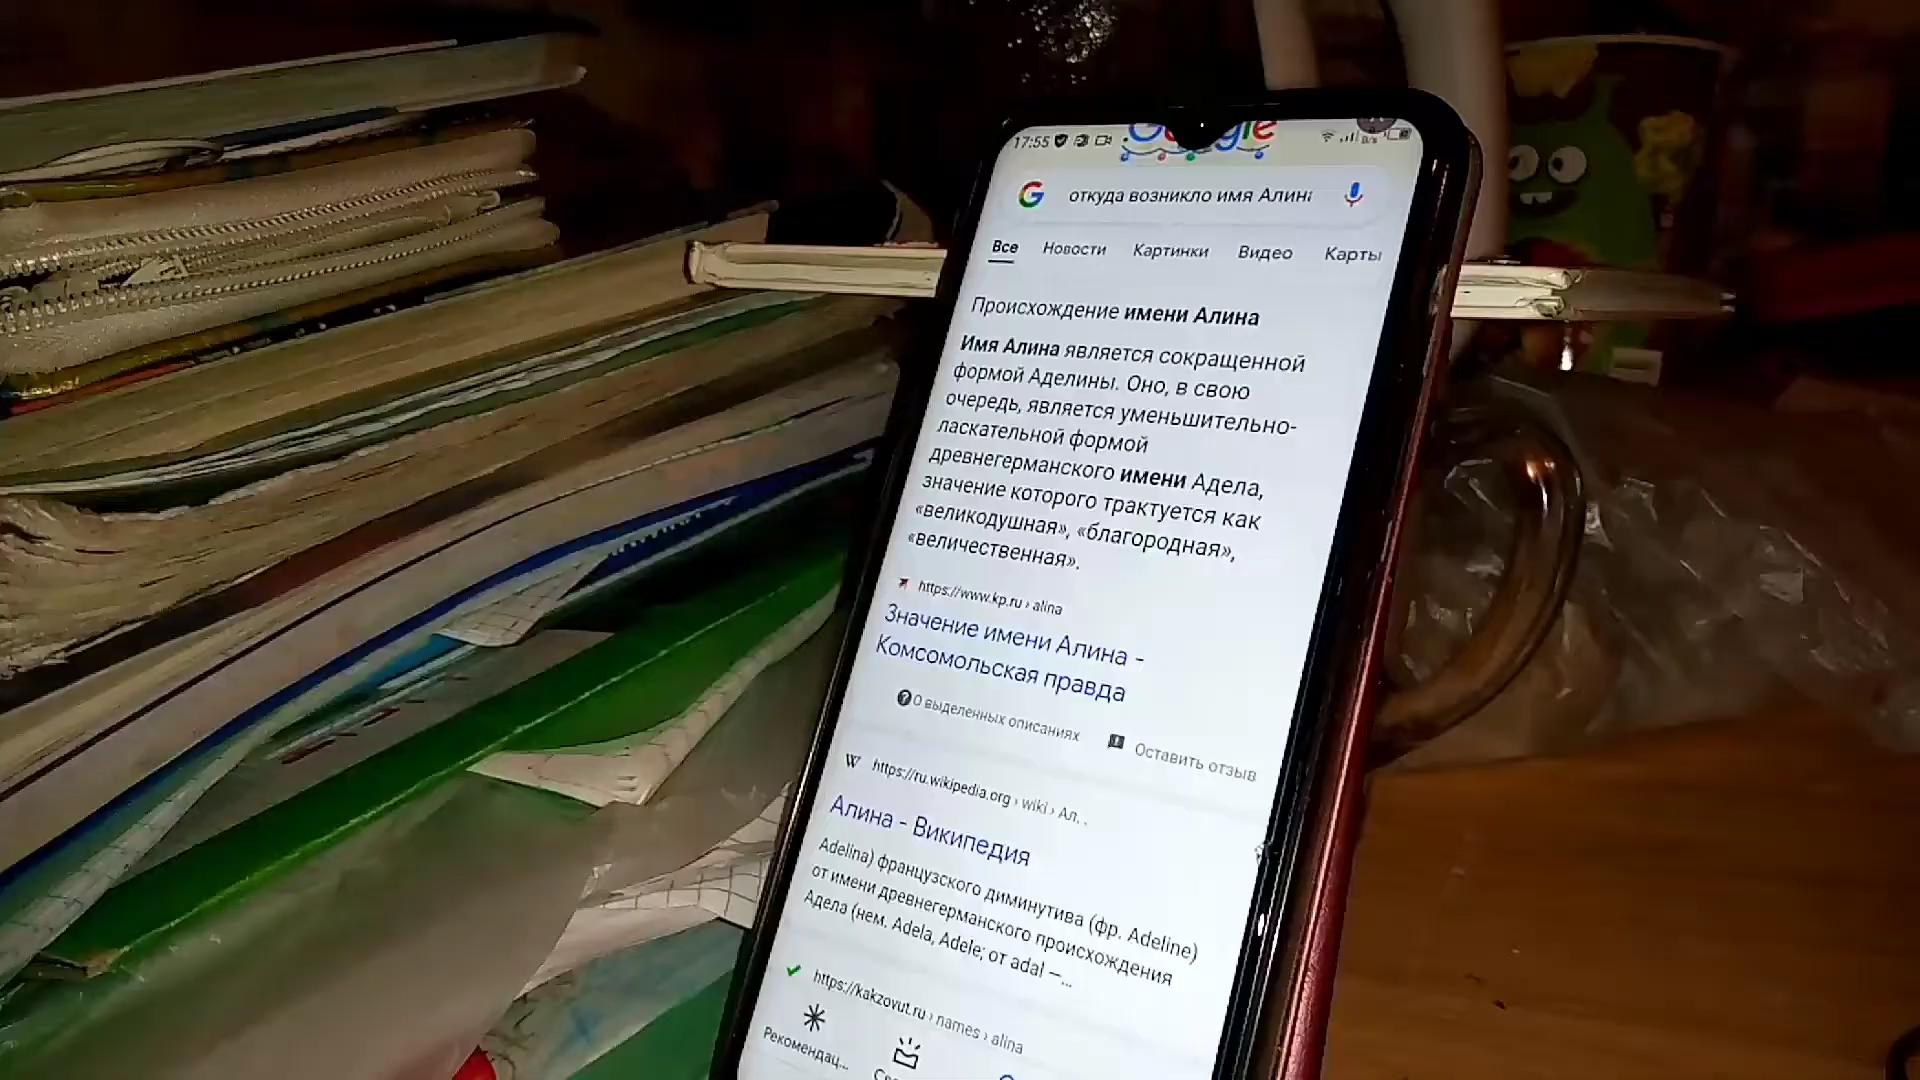 17:55
Google
откуда возникло имя Алина
Все Новости Картинки Видео Карты
Происхождение имени Алина
Имя Алина является сокращенной
формой Аделины. Оно, в свою
очередь, является уменьшительно-
ласкательной формой
древнегерманского имени Адела,
значение которого трактуется как
«великодушная», «благородная»,
«величественная».
https://www.kp.ru › alina
Значение имени Алина -
Комсомольская правда
О выделенных описаниях Оставить отзыв
https://ru.wikipedia.org › wiki › Ал...
Алина - Википедия
Adelina) французского диминутива (фр. Adeline)
от имени древнегерманского происхождения
Адела (нем. Adela, Adele; от adal —...
https://kakzovut.ru › names › alina
Рекомендац...